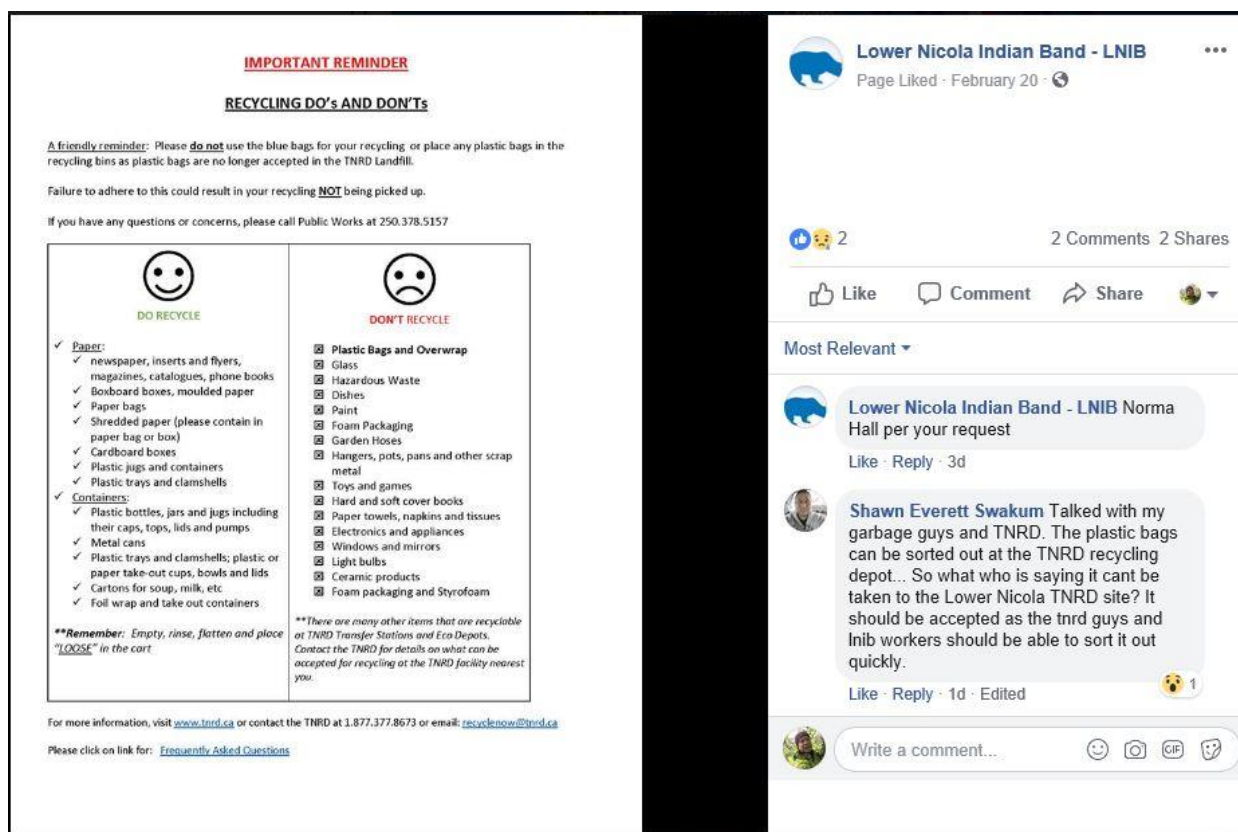 IMPORTANT REMINDER
RECYCLING DO's AND DON'Ts
A friendly reminder: Please do not use the blue bags for your recycling or place any plastic bags in the
recycling bins as plastic bags are no longer accepted in the TNRD Landfill.
Failure to adhere to this could result in your recycling NOT being picked up.
If you have any questions or concerns, please call Public Works at 250.378.5157
DO RECYCLE
✓ Paper:
✓ newspaper, inserts and flyers,
magazines, catalogues, phone books
✓ Boxboard boxes, moulded paper
✓ Paper bags
✓ Shredded paper (please contain in
paper bag or box)
✓ Cardboard boxes
✓ Plastic jugs and containers
✓ Plastic trays and clamshells
✓ Containers:
✓ Plastic bottles, jars and jugs including
their caps, tops, lids and pumps
✓ Metal cans
✓ Plastic trays and clamshells; plastic or
paper take-out cups, bowls and lids
✓ Cartons for soup, milk, etc
✓ Foil wrap and take out containers
**Remember: Empty, rinse, flatten and place
"LOOSE" in the cart
DON'T RECYCLE
☒ Plastic Bags and Overwrap
☒ Glass
☒ Hazardous Waste
☒ Dishes
☒ Paint
☒ Foam Packaging
☒ Garden Hoses
☒ Hangers, pots, pans and other scrap
metal
☒ Toys and games
☒ Hard and soft cover books
☒ Paper towels, napkins and tissues
☒ Electronics and appliances
☒ Windows and mirrors
☒ Light bulbs
☒ Ceramic products
☒ Foam packaging and Styrofoam
**There are many other items that are recyclable
at TNRD Transfer Stations and Eco Depots.
Contact the TNRD for details on what can be
accepted for recycling at the TNRD facility nearest
you.
For more information, visit www.tnrd.ca or contact the TNRD at 1.877.377.8673 or email: recyclenow@tnrd.ca
Please click on link for: Frequently Asked Questions
Lower Nicola Indian Band - LNIB
Page Liked · February 20 ·
2
2 Comments 2 Shares
Like Comment Share
Most Relevant
Lower Nicola Indian Band - LNIB Norma
Hall per your request
Like · Reply · 3d
Shawn Everett Swakum Talked with my
garbage guys and TNRD. The plastic bags
can be sorted out at the TNRD recycling
depot... So what who is saying it cant be
taken to the Lower Nicola TNRD site? It
should be accepted as the tnrd guys and
lnib workers should be able to sort it out
quickly.
1
Like · Reply · 1d · Edited
Write a comment...
GIF